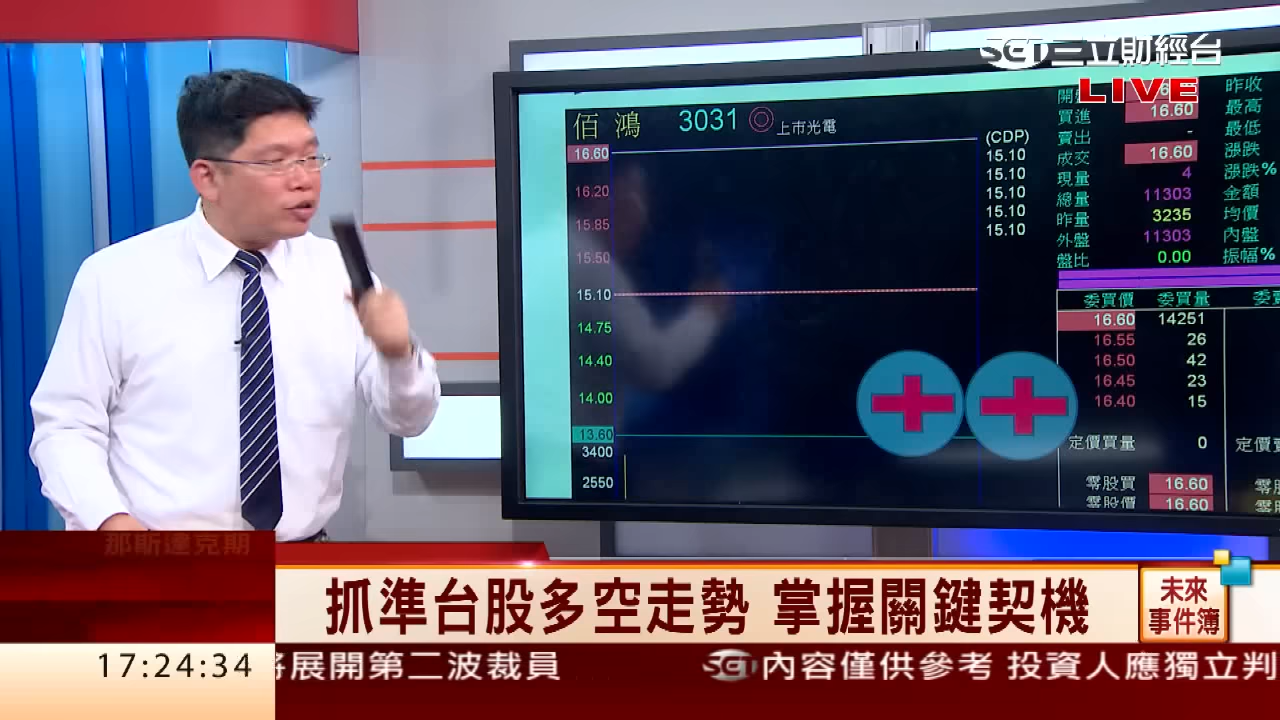 SET三立財經台
LIVE
佰鴻 3031 上市光電
16.60
16.20
15.85
15.50
15.10
14.75
14.40
14.00
13.60
3400
2550
(CDP)
15.10
15.10
15.10
15.10
15.10
買進 16.60 最高
賣出 - 最低
成交 16.60 漲跌
現量 4 漲跌%
總量 11303 金額
昨量 3235 均價
外盤 11303 內盤
盤比 0.00 振幅%
昨收
委買價 委買量
16.60 14251
16.55 26
16.50 42
16.45 23
16.40 15
定價買量 0
零股買 16.60
零股價 16.60
那斯達克期
抓準台股多空走勢 掌握關鍵契機
未來
事件簿
17:24:34
將展開第二波裁員 SET內容僅供參考 投資人應獨立判